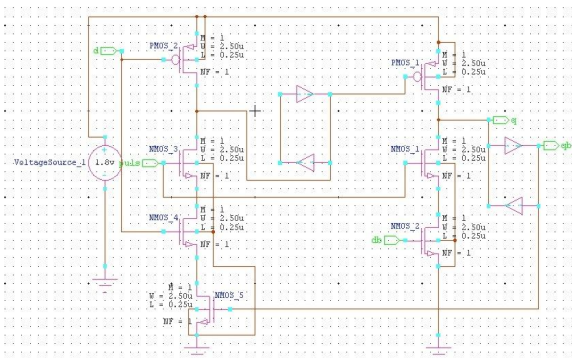 d
PMOS_2
M = 1
W = 2.50u
L = 0.25u
NF = 1
PMOS_1
M = 1
W = 2.50u
L = 0.25u
NF = 1
q
VoltageSource_1
1.8v
puls
NMOS_3
M = 1
W = 2.50u
L = 0.25u
NF = 1
NMOS_1
M = 1
W = 2.50u
L = 0.25u
NF = 1
qb
NMOS_4
M = 1
W = 2.50u
L = 0.25u
NF = 1
NMOS_2
M = 1
W = 2.50u
L = 0.25u
NF = 1
db
M = 1
W = 2.50u
L = 0.25u
NF = 1
NMOS_5